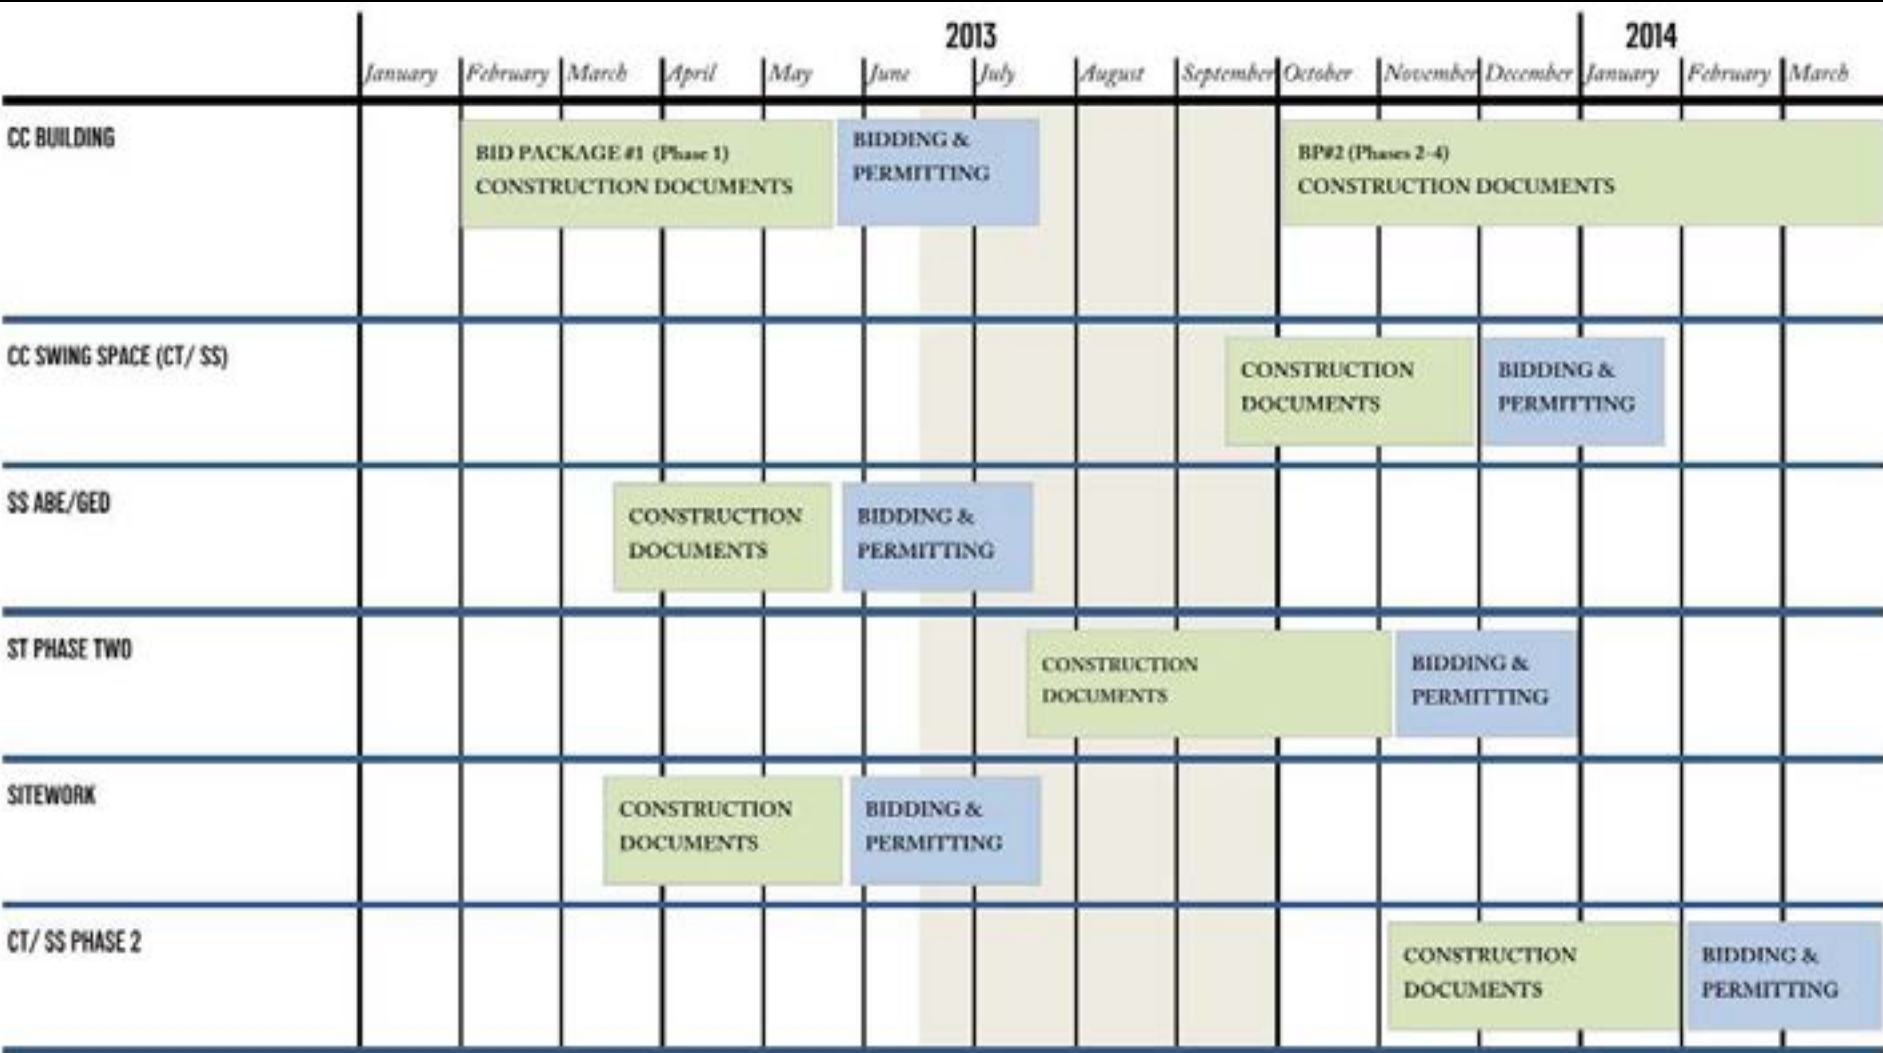 2013
2014
January February March April May June July August September October November December January February March
CC BUILDING
BID PACKAGE #1 (Phase 1)
CONSTRUCTION DOCUMENTS
BIDDING &
PERMITTING
BP#2 (Phases 2-4)
CONSTRUCTION DOCUMENTS
CC SWING SPACE (CT/ SS)
CONSTRUCTION
DOCUMENTS
BIDDING &
PERMITTING
SS ABE/GED
CONSTRUCTION
DOCUMENTS
BIDDING &
PERMITTING
ST PHASE TWO
CONSTRUCTION
DOCUMENTS
BIDDING &
PERMITTING
SITEWORK
CONSTRUCTION
DOCUMENTS
BIDDING &
PERMITTING
CT/ SS PHASE 2
CONSTRUCTION
DOCUMENTS
BIDDING &
PERMITTING